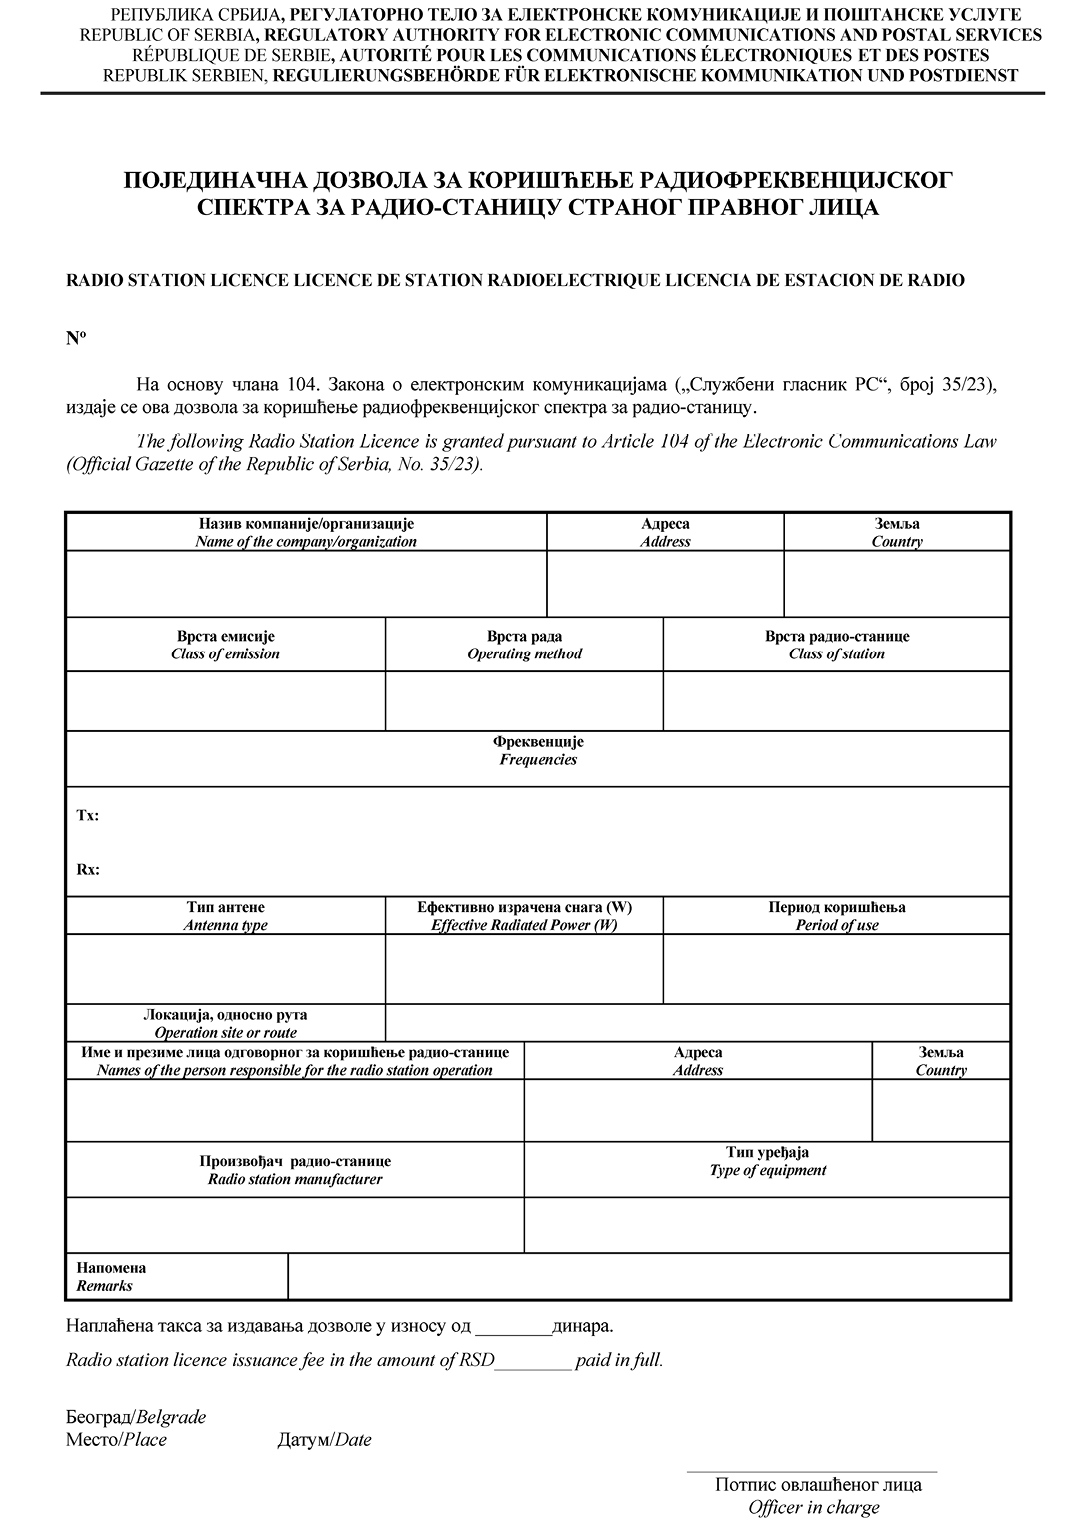 РЕПУБЛИКА СРБИЈА, РЕГУЛАТОРНО ТЕЛО ЗА ЕЛЕКТРОНСКЕ КОМУНИКАЦИЈЕ И ПОШТАНСКЕ УСЛУГЕ
REPUBLIC OF SERBIA, REGULATORY AUTHORITY FOR ELECTRONIC COMMUNICATIONS AND POSTAL SERVICES
RÉPUBLIQUE DE SERBIE, AUTORITÉ POUR LES COMMUNICATIONS ÉLECTRONIQUES ET DES POSTES
REPUBLIK SERBIEN, REGULIERUNGSBEHÖRDE FÜR ELEKTRONISCHE KOMMUNIKATION UND POSTDIENST
ПОЈЕДИНАЧНА ДОЗВОЛА ЗА КОРИШЋЕЊЕ РАДИОФРЕКВЕНЦИЈСКОГ
СПЕКТРА ЗА РАДИО-СТАНИЦУ СТРАНОГ ПРАВНОГ ЛИЦА
RADIO STATION LICENCE LICENCE DE STATION RADIOELECTRIQUE LICENCIA DE ESTACION DE RADIO
Nº
На основу члана 104. Закона о електронским комуникацијама („Службени гласник РС“, број 35/23),
издаје се ова дозвола за коришћење радиофреквенцијског спектра за радио-станицу.
The following Radio Station Licence is granted pursuant to Article 104 of the Electronic Communications Law
(Official Gazette of the Republic of Serbia, No. 35/23).
Назив компаније/организације Адреса Земља
Name of the company/organization Address Country
Врста емисије Врста рада Врста радио-станице
Class of emission Operating method Class of station
Фреквенције
Frequencies
Tx:
Rx:
Тип антене Ефективно израчена снага (W) Период коришћења
Antenna type Effective Radiated Power (W) Period of use
Локација, односно рута
Operation site or route
Име и презиме лица одговорног за коришћење радио-станице Адреса Земља
Names of the person responsible for the radio station operation Address Country
Произвођач радио-станице Тип уређаја
Radio station manufacturer Type of equipment
Напомена
Remarks
Наплаћена такса за издавања дозволе у износу од ________динара.
Radio station licence issuance fee in the amount of RSD________ paid in full.
Београд/Belgrade
Место/Place Датум/Date
Потпис овлашћеног лица
Officer in charge